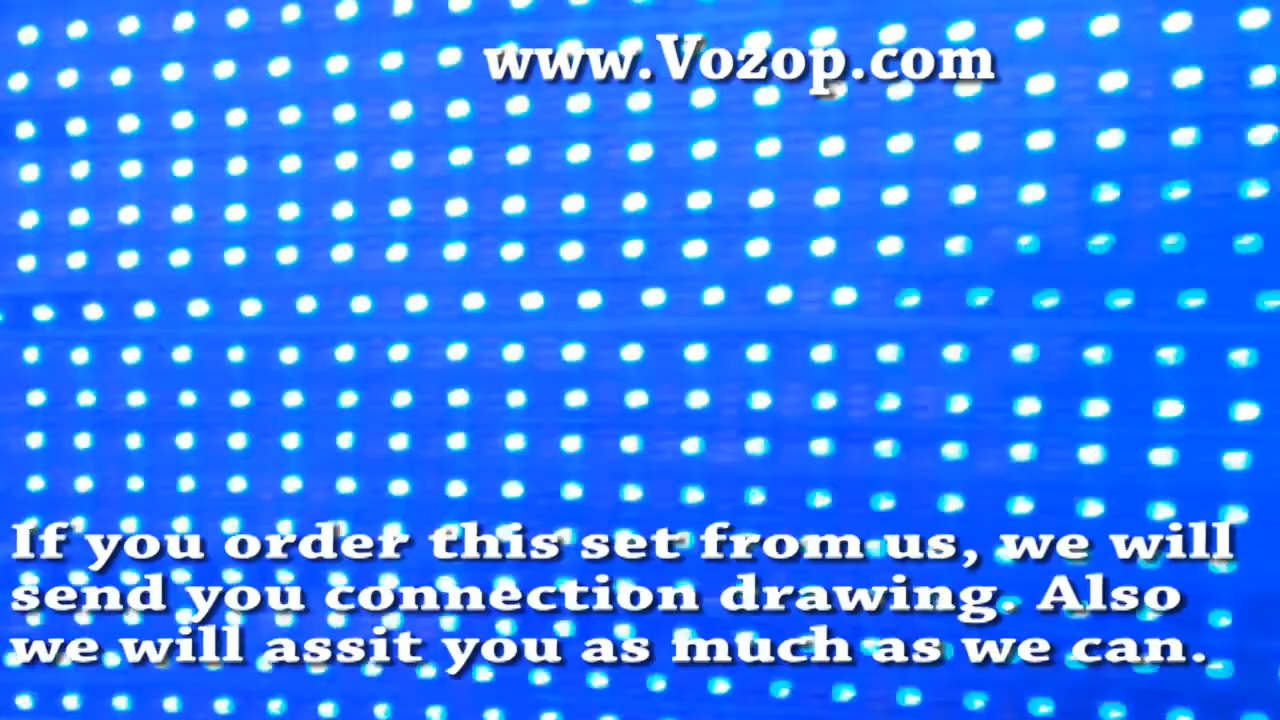 www.Vozop.com
If you order this set from us, we will
send you connection drawing. Also
we will assit you as much as we can.